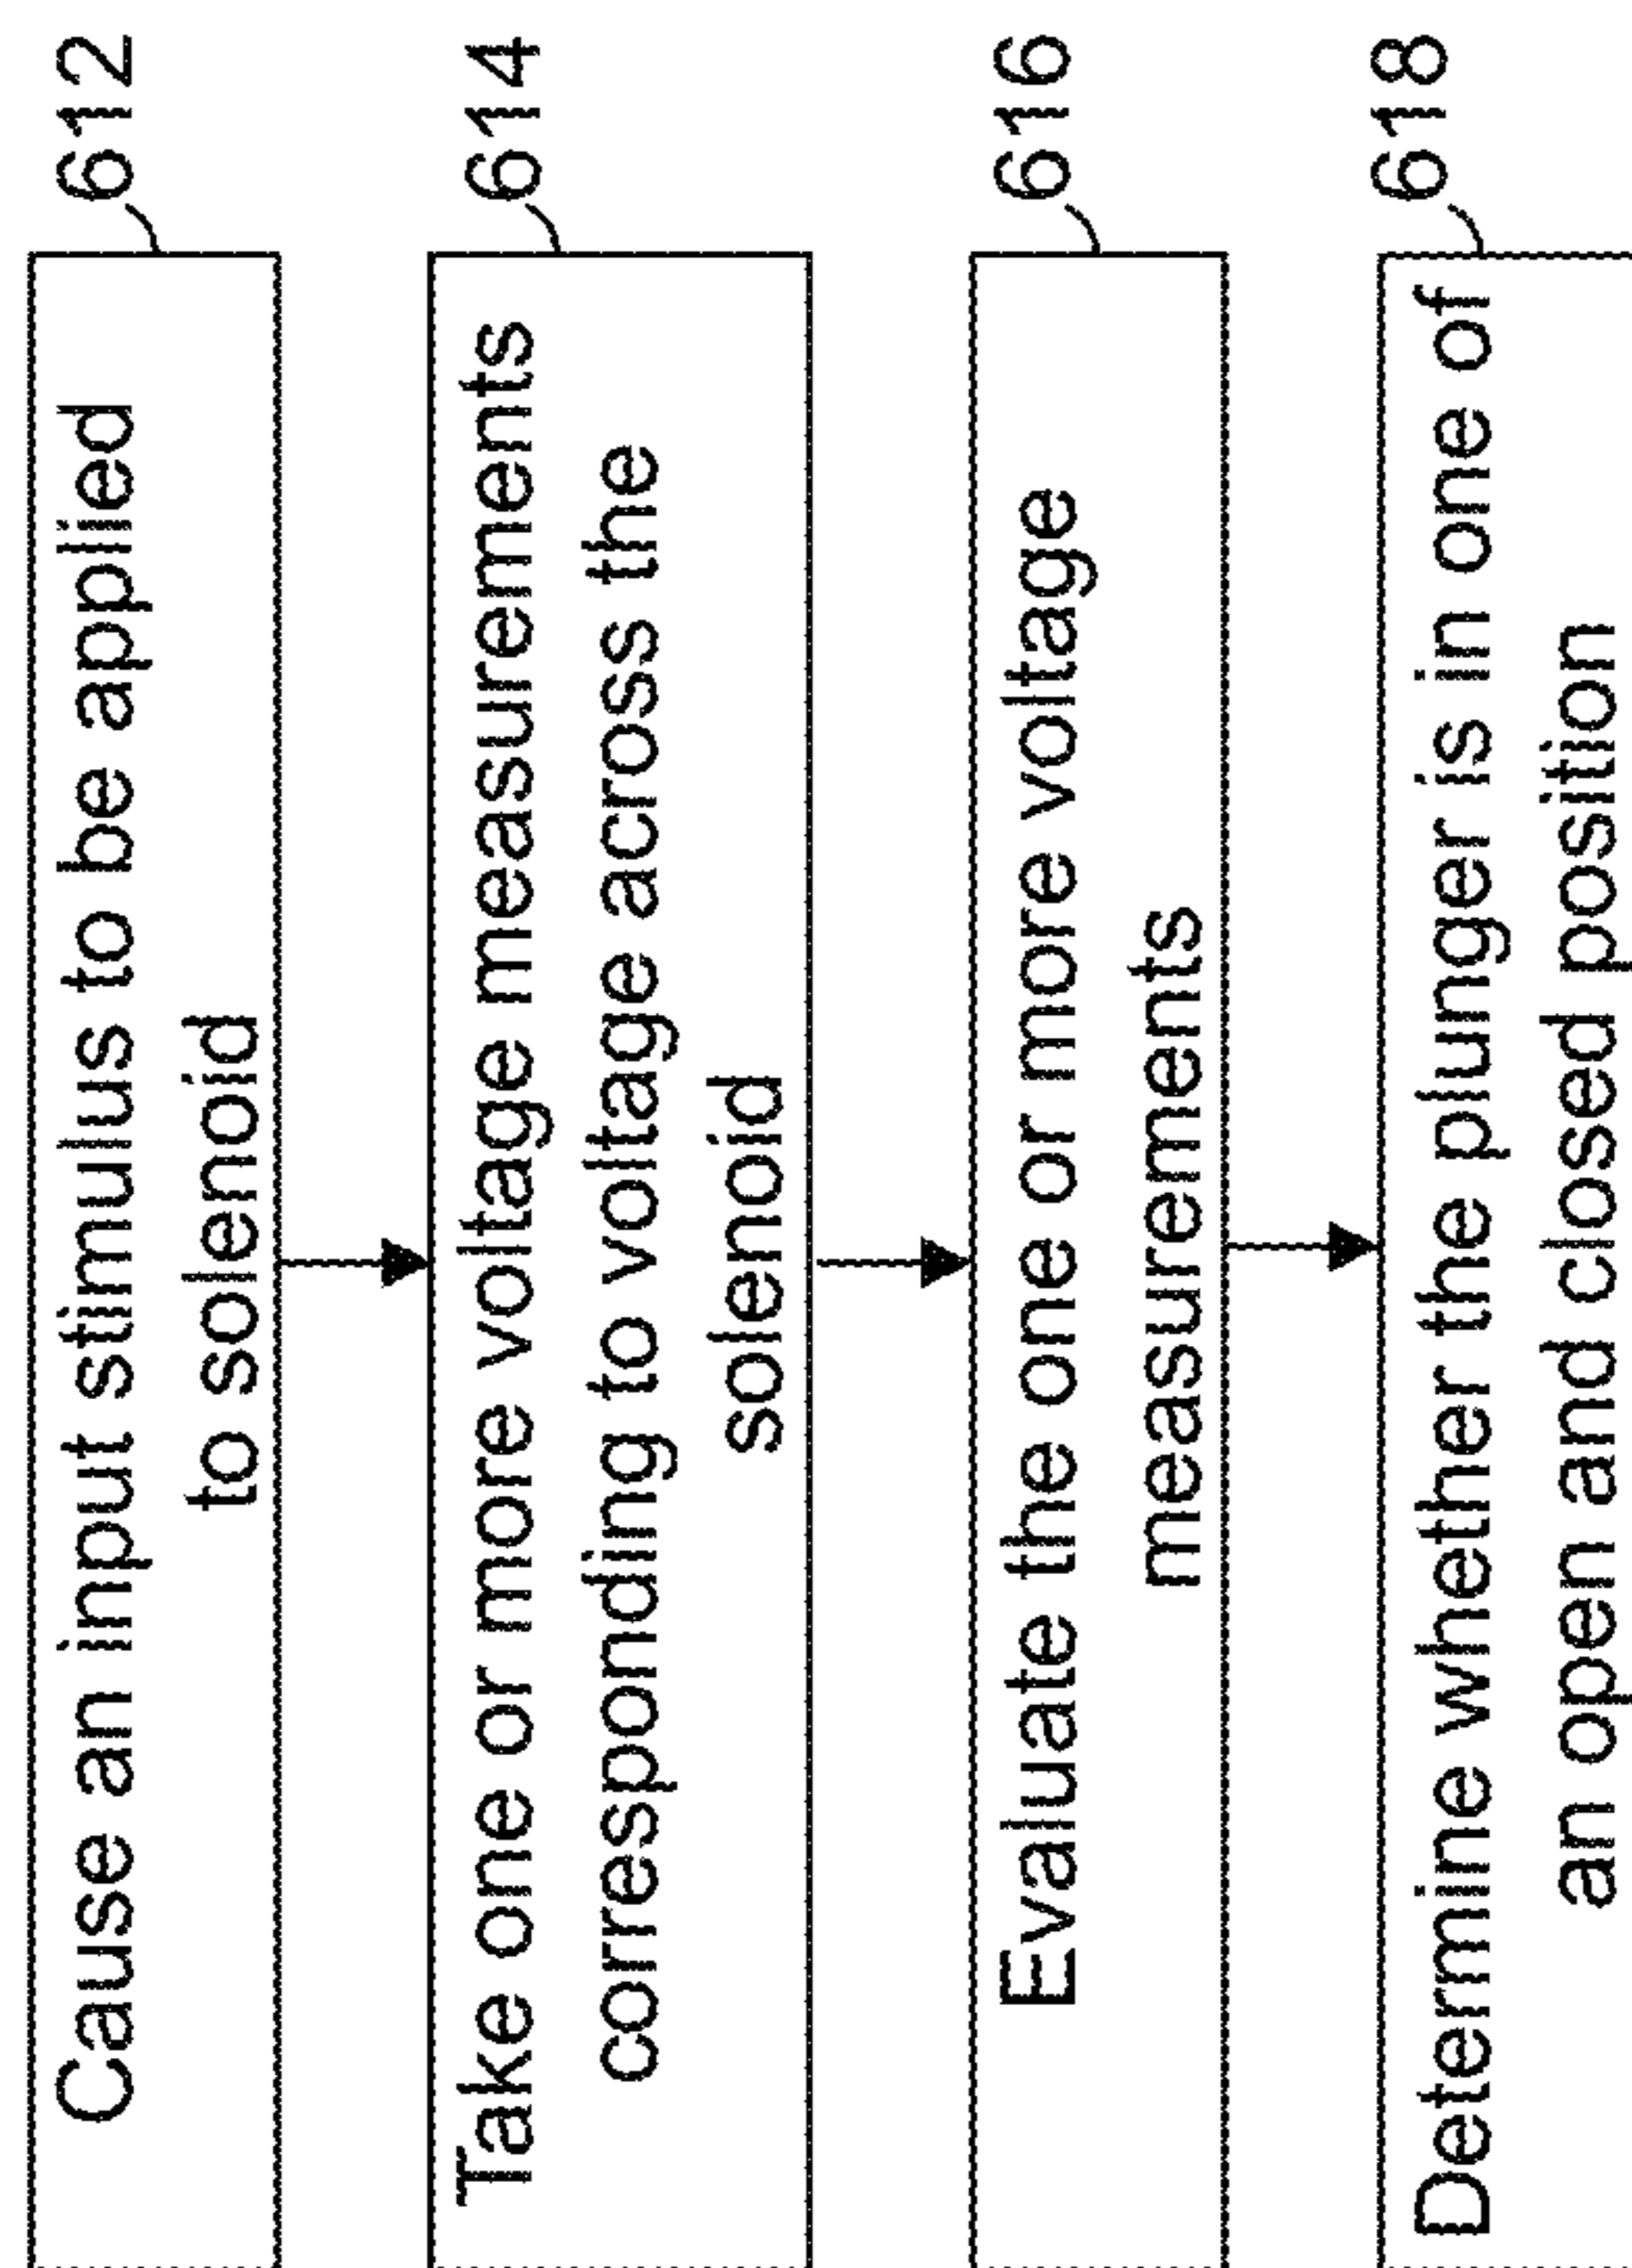 Cause an input stimulus to be applied
to solenoid
612
Take one or more voltage measurements
corresponding to voltage across the
solenoid
614
Evaluate the one or more voltage
measurements
616
Determine whether the plunger is in one of
an open and closed position
618